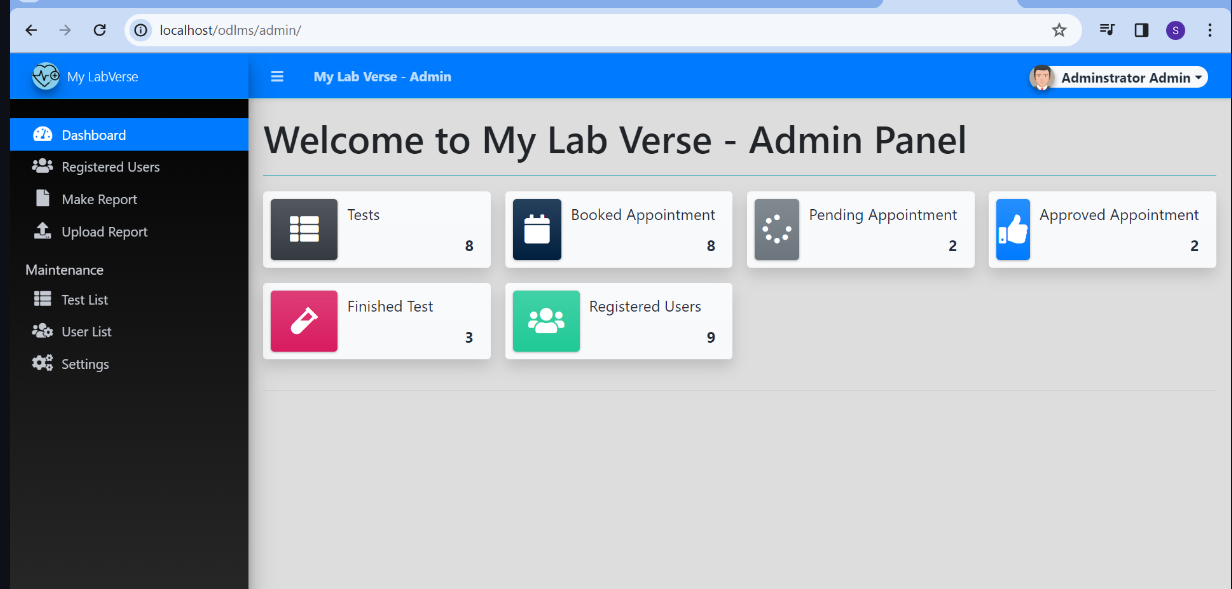 localhost/odlms/admin/
S
My LabVerse
My Lab Verse - Admin
Adminstrator Admin
Dashboard
Registered Users
Make Report
Upload Report
Maintenance
Test List
User List
Settings
Welcome to My Lab Verse - Admin Panel
Tests
8
Booked Appointment
8
Pending Appointment
2
Approved Appointment
2
Finished Test
3
Registered Users
9